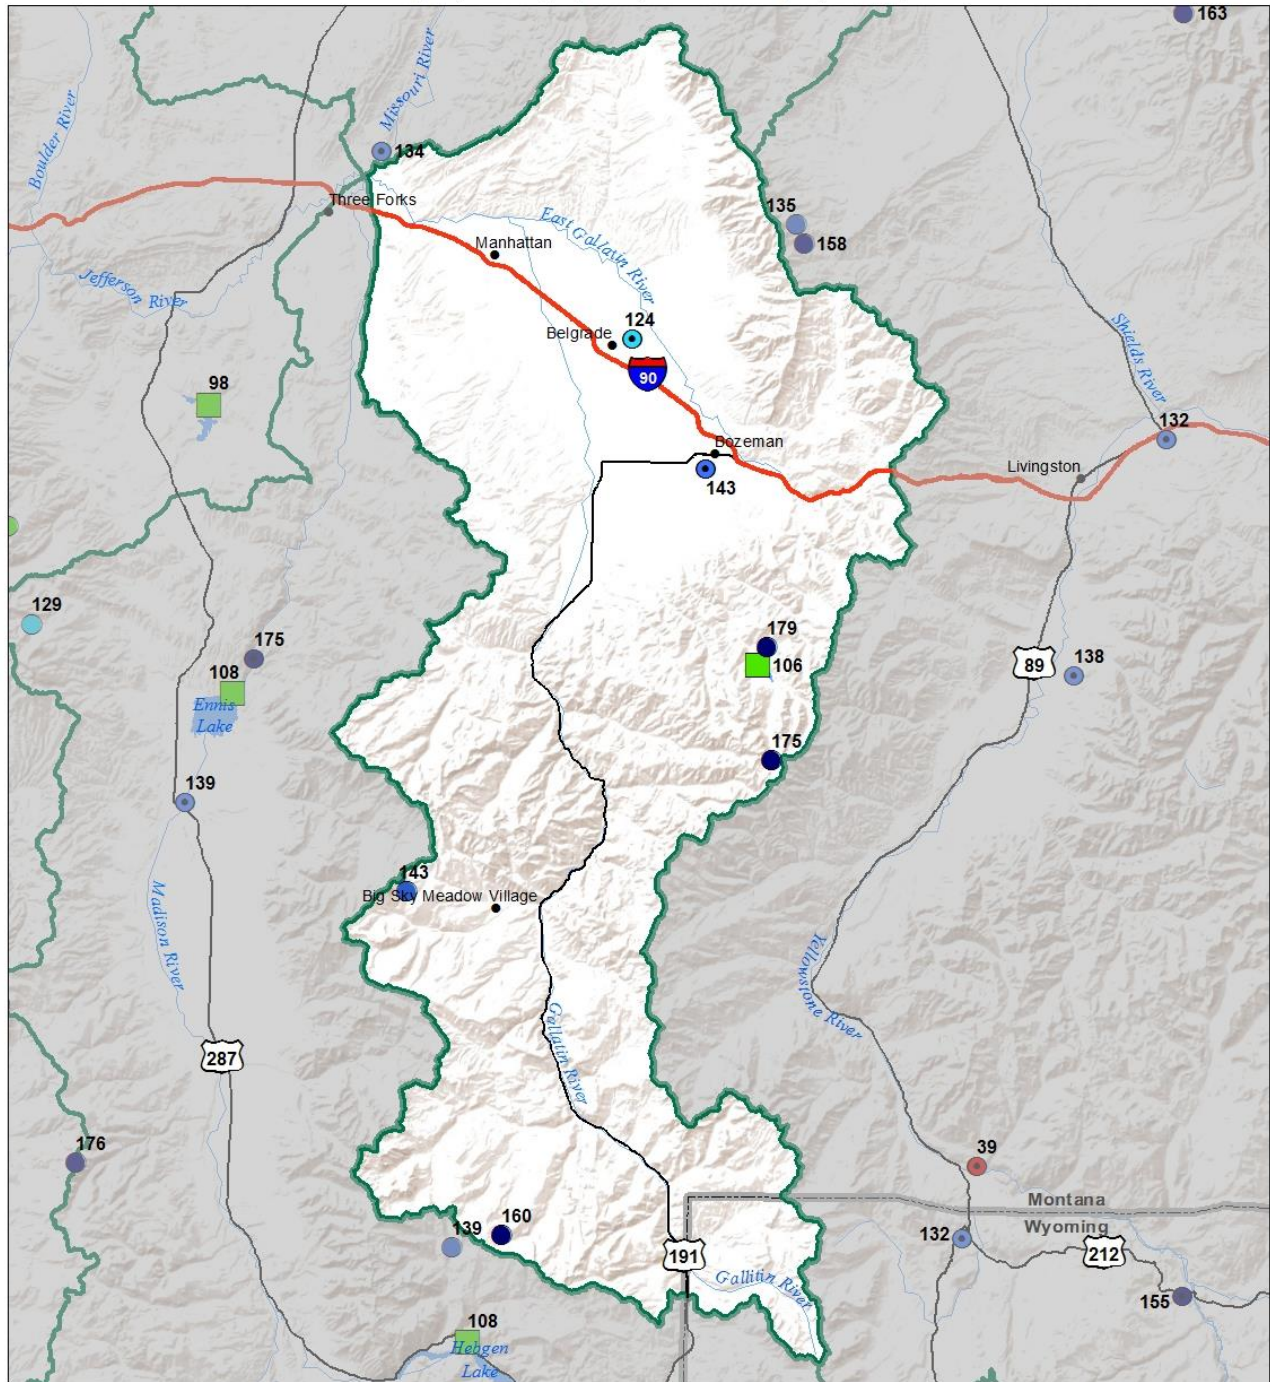 163
Missouri River
Boulder River
134
Three Forks
135
158
East Gallatin River
Manhattan
Jefferson River
124
Belgrade
90
Shields River
98
132
Bozeman
Livingston
143
129
175
179
108
106
89
138
Ennis
Lake
175
139
143
Big Sky Meadow Village
Madison River
Yellowstone River
Gallatin River
287
176
39
Montana
Wyoming
139
160
132
191
212
Gallitin River
155
108
Hebgen
Lake